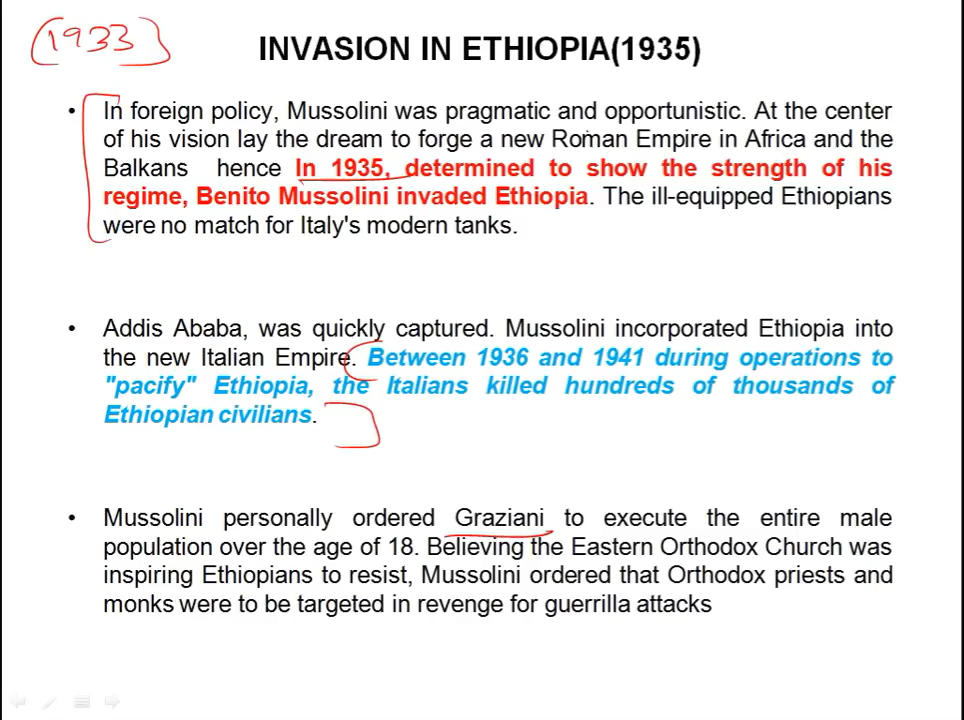 (1933)
INVASION IN ETHIOPIA(1935)
• In foreign policy, Mussolini was pragmatic and opportunistic. At the center
of his vision lay the dream to forge a new Roman Empire in Africa and the
Balkans hence In 1935, determined to show the strength of his
regime, Benito Mussolini invaded Ethiopia. The ill-equipped Ethiopians
were no match for Italy's modern tanks.
• Addis Ababa, was quickly captured. Mussolini incorporated Ethiopia into
the new Italian Empire. Between 1936 and 1941 during operations to
"pacify" Ethiopia, the Italians killed hundreds of thousands of
Ethiopian civilians.
• Mussolini personally ordered Graziani to execute the entire male
population over the age of 18. Believing the Eastern Orthodox Church was
inspiring Ethiopians to resist, Mussolini ordered that Orthodox priests and
monks were to be targeted in revenge for guerrilla attacks